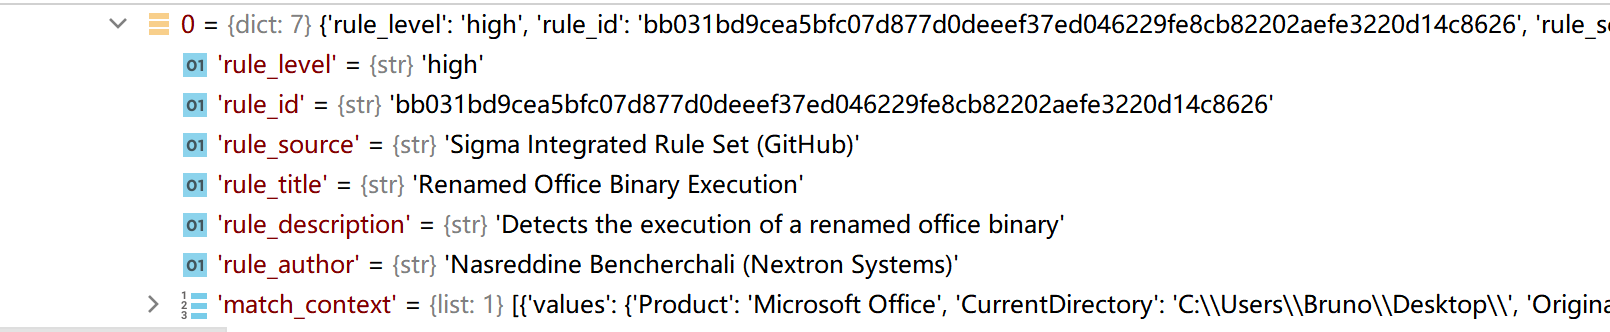 0 = {dict: 7} {'rule_level': 'high', 'rule_id': 'bb031bd9cea5bfc07d877d0deeef37ed046229fe8cb82202aefe3220d14c8626', 'rule_s
01 'rule_level' = {str} 'high'
01 'rule_id' = {str} 'bb031bd9cea5bfc07d877d0deeef37ed046229fe8cb82202aefe3220d14c8626'
01 'rule_source' = {str} 'Sigma Integrated Rule Set (GitHub)'
01 'rule_title' = {str} 'Renamed Office Binary Execution'
01 'rule_description' = {str} 'Detects the execution of a renamed office binary'
01 'rule_author' = {str} 'Nasreddine Bencherchali (Nextron Systems)'
'match_context' = {list: 1} [{'values': {'Product': 'Microsoft Office', 'CurrentDirectory': 'C:\\Users\\Bruno\\Desktop\\', 'Origina